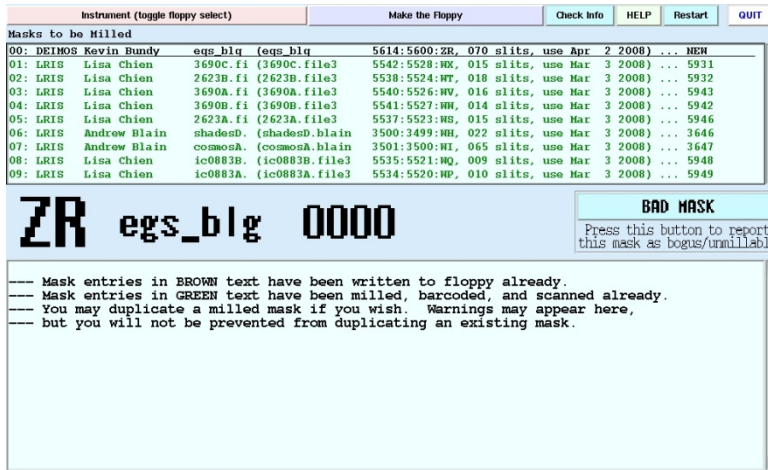 Instrument (toggle floppy select) Make the Floppy Check Info HELP Restart QUIT
Masks to be Milled
00: DEIMOS Kevin Bundy egs_blg (egs_blg 5614:5600:ZR, 070 slits, use Apr 2 2008) ... NEW
01: LRIS Lisa Chien 3690C.fi (3690C.file3 5542:5528:WX, 015 slits, use Mar 3 2008) ... 5931
02: LRIS Lisa Chien 2623B.fi (2623B.file3 5538:5524:WT, 018 slits, use Mar 3 2008) ... 5932
03: LRIS Lisa Chien 3690A.fi (3690A.file3 5540:5526:WV, 016 slits, use Mar 3 2008) ... 5943
04: LRIS Lisa Chien 3690B.fi (3690B.file3 5541:5527:WW, 014 slits, use Mar 3 2008) ... 5942
05: LRIS Lisa Chien 2623A.fi (2623A.file3 5537:5523:WS, 015 slits, use Mar 3 2008) ... 5946
06: LRIS Andrew Blain shadesD. (shadesD.blain 3500:3499:WH, 022 slits, use Mar 3 2008) ... 3646
07: LRIS Andrew Blain cosmosA. (cosmosA.blain 3501:3500:WI, 065 slits, use Mar 3 2008) ... 3647
08: LRIS Lisa Chien ic0883B. (ic0883B.file3 5535:5521:WQ, 009 slits, use Mar 3 2008) ... 5948
09: LRIS Lisa Chien ic0883A. (ic0883A.file3 5534:5520:WP, 010 slits, use Mar 3 2008) ... 5949
ZR egs_blg 0000
BAD MASK
Press this button to report
this mask as bogus/unmillabl
--- Mask entries in BROWN text have been written to floppy already.
--- Mask entries in GREEN text have been milled, barcoded, and scanned already.
--- You may duplicate a milled mask if you wish. Warnings may appear here,
--- but you will not be prevented from duplicating an existing mask.